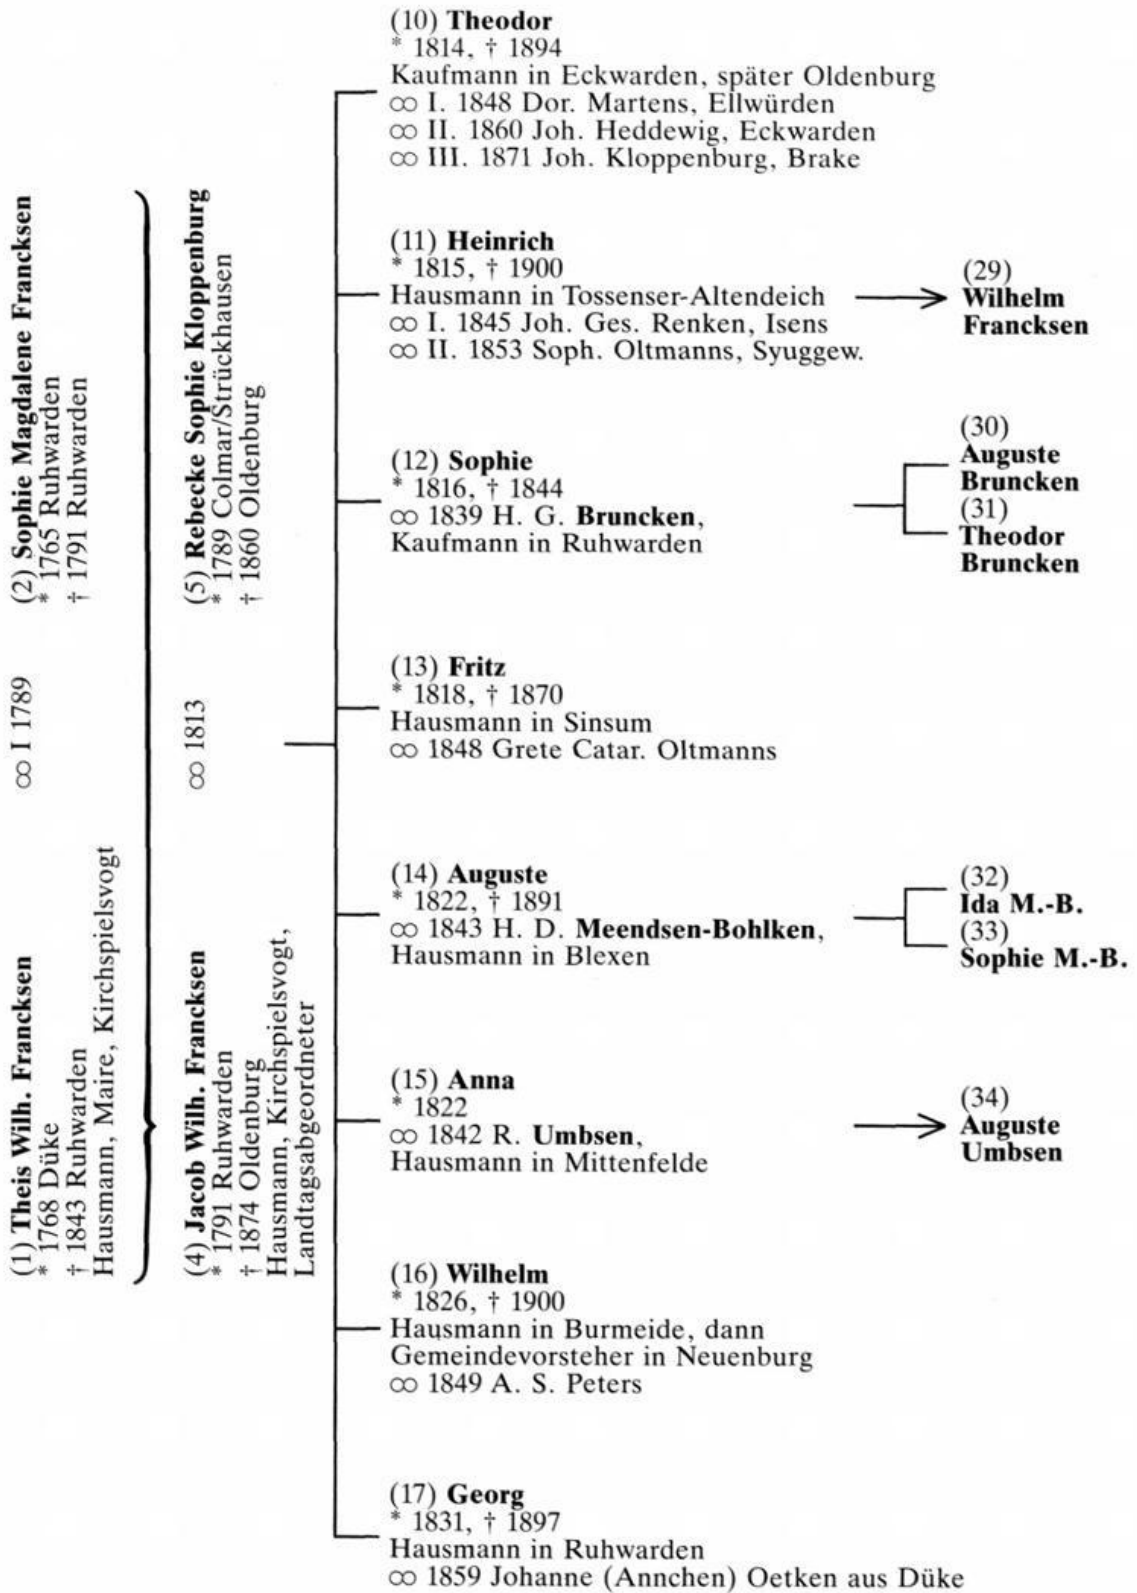 (1) Theis Wilh. Francksen
* 1768 Düke
† 1843 Ruhwarden
Hausmann, Maire, Kirchspielsvogt
∞ I 1789
(2) Sophie Magdalene Francksen
* 1765 Ruhwarden
† 1791 Ruhwarden
(4) Jacob Wilh. Francksen
* 1791 Ruhwarden
† 1874 Oldenburg
Hausmann, Kirchspielsvogt,
Landtagsabgeordneter
∞ 1813
(5) Rebecke Sophie Kloppenburg
* 1789 Colmar/Strückhausen
† 1860 Oldenburg
(10) Theodor
* 1814, † 1894
Kaufmann in Eckwarden, später Oldenburg
∞ I. 1848 Dor. Martens, Ellwürden
∞ II. 1860 Joh. Heddewig, Eckwarden
∞ III. 1871 Joh. Kloppenburg, Brake
(11) Heinrich
* 1815, † 1900
Hausmann in Tossenser-Altendeich
∞ I. 1845 Joh. Ges. Renken, Isens
∞ II. 1853 Soph. Oltmanns, Syuggew.
(29)
Wilhelm
Francksen
(12) Sophie
* 1816, † 1844
∞ 1839 H. G. Bruncken,
Kaufmann in Ruhwarden
(30)
Auguste
Bruncken
(31)
Theodor
Bruncken
(13) Fritz
* 1818, † 1870
Hausmann in Sinsum
∞ 1848 Grete Catar. Oltmanns
(14) Auguste
* 1822, † 1891
∞ 1843 H. D. Meendsen-Bohlken,
Hausmann in Blexen
(32)
Ida M.-B.
(33)
Sophie M.-B.
(15) Anna
* 1822
∞ 1842 R. Umbsen,
Hausmann in Mittenfelde
(34)
Auguste
Umbsen
(16) Wilhelm
* 1826, † 1900
Hausmann in Burmeide, dann
Gemeindevorsteher in Neuenburg
∞ 1849 A. S. Peters
(17) Georg
* 1831, † 1897
Hausmann in Ruhwarden
∞ 1859 Johanne (Annchen) Oetken aus Düke